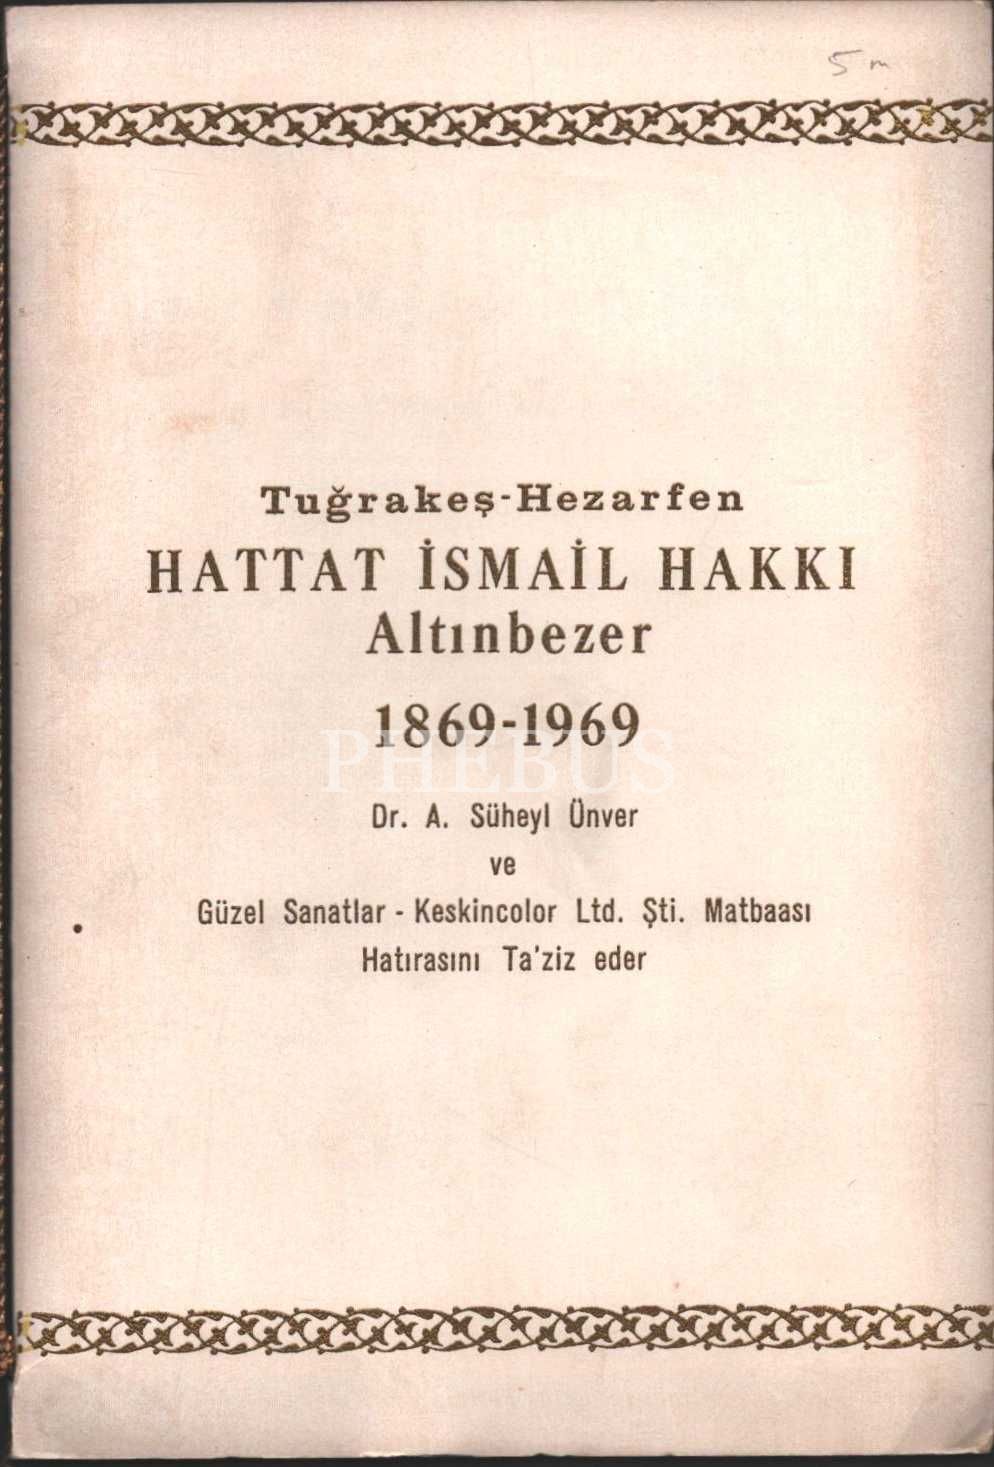 5 m
Tuğrakeş-Hezarfen
HATTAT İSMAİL HAKKI
Altınbezer
1869-1969
PHEBUS
Dr. A. Süheyl Ünver
ve
Güzel Sanatlar - Keskincolor Ltd. Şti. Matbaası
Hatırasını Ta'ziz eder